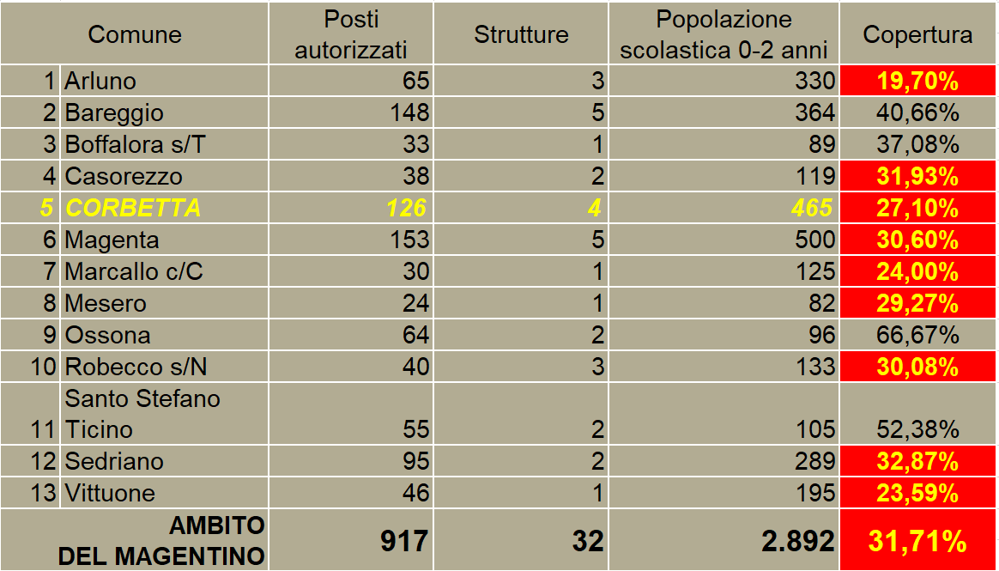 Comune Posti autorizzati Strutture Popolazione scolastica 0-2 anni Copertura
1 Arluno 65 3 330 19,70%
2 Bareggio 148 5 364 40,66%
3 Boffalora s/T 33 1 89 37,08%
4 Casorezzo 38 2 119 31,93%
5 CORBETTA 126 4 465 27,10%
6 Magenta 153 5 500 30,60%
7 Marcallo c/C 30 1 125 24,00%
8 Mesero 24 1 82 29,27%
9 Ossona 64 2 96 66,67%
10 Robecco s/N 40 3 133 30,08%
Santo Stefano
11 Ticino 55 2 105 52,38%
12 Sedriano 95 2 289 32,87%
13 Vittuone 46 1 195 23,59%
AMBITO
DEL MAGENTINO 917 32 2.892 31,71%